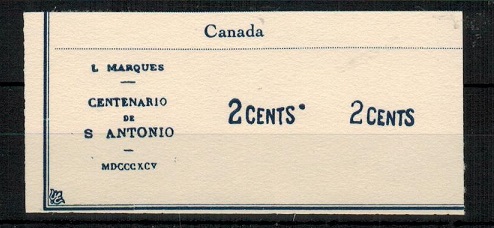 Canada
L MARQUES
CENTENARIO
DE
S ANTONIO
MDCCCXCV
2 CENTS
2 CENTS